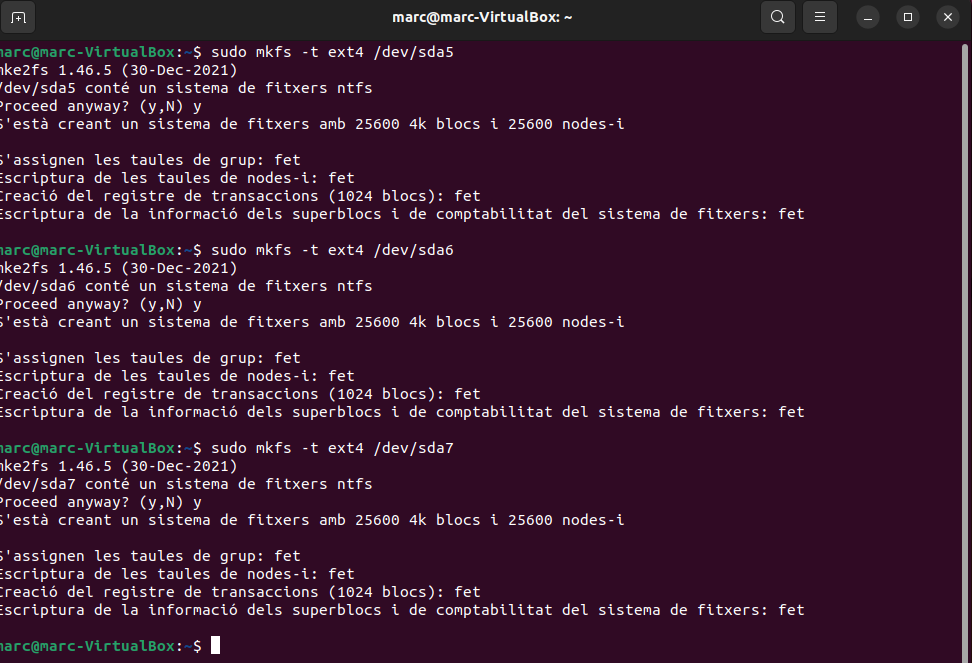 marc@marc-VirtualBox: ~
marc@marc-VirtualBox:~$ sudo mkfs -t ext4 /dev/sda5
mke2fs 1.46.5 (30-Dec-2021)
/dev/sda5 conté un sistema de fitxers ntfs
Proceed anyway? (y,N) y
S'està creant un sistema de fitxers amb 25600 4k blocs i 25600 nodes-i
S'assignen les taules de grup: fet
Escriptura de les taules de nodes-i: fet
Creació del registre de transaccions (1024 blocs): fet
Escriptura de la informació dels superblocs i de comptabilitat del sistema de fitxers: fet
marc@marc-VirtualBox:~$ sudo mkfs -t ext4 /dev/sda6
mke2fs 1.46.5 (30-Dec-2021)
/dev/sda6 conté un sistema de fitxers ntfs
Proceed anyway? (y,N) y
S'està creant un sistema de fitxers amb 25600 4k blocs i 25600 nodes-i
S'assignen les taules de grup: fet
Escriptura de les taules de nodes-i: fet
Creació del registre de transaccions (1024 blocs): fet
Escriptura de la informació dels superblocs i de comptabilitat del sistema de fitxers: fet
marc@marc-VirtualBox:~$ sudo mkfs -t ext4 /dev/sda7
mke2fs 1.46.5 (30-Dec-2021)
/dev/sda7 conté un sistema de fitxers ntfs
Proceed anyway? (y,N) y
S'està creant un sistema de fitxers amb 25600 4k blocs i 25600 nodes-i
S'assignen les taules de grup: fet
Escriptura de les taules de nodes-i: fet
Creació del registre de transaccions (1024 blocs): fet
Escriptura de la informació dels superblocs i de comptabilitat del sistema de fitxers: fet
marc@marc-VirtualBox:~$